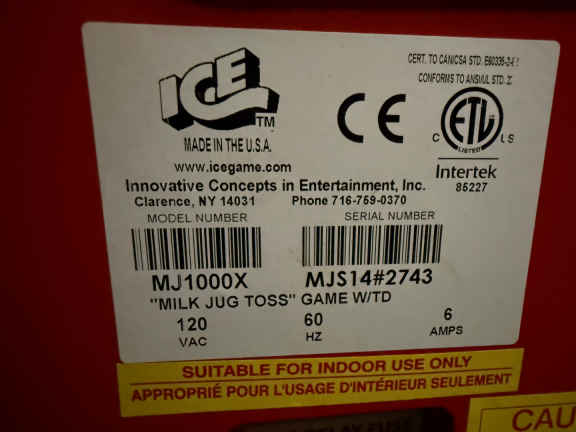 ICE TM
MADE IN THE U.S.A.
www.icegame.com
CERT. TO CAN/CSA STD.
CONFORMS TO ANSI/UL STD.
CE
C ETL US
LISTED
Intertek
85227
Innovative Concepts in Entertainment, Inc.
Clarence, NY 14031 Phone 716-759-0370
MODEL NUMBER SERIAL NUMBER
MJ1000X MJS14#2743
"MILK JUG TOSS" GAME W/TD
120 60 6
VAC HZ AMPS
SUITABLE FOR INDOOR USE ONLY
APPROPRIÉ POUR L'USAGE D'INTÉRIEUR SEULEMENT
CAU